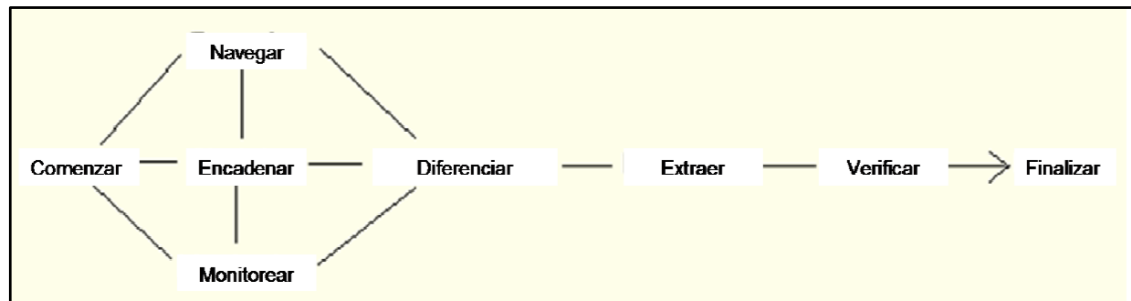 Navegar
Comenzar Encadenar Diferenciar Extraer Verificar Finalizar
Monitorear